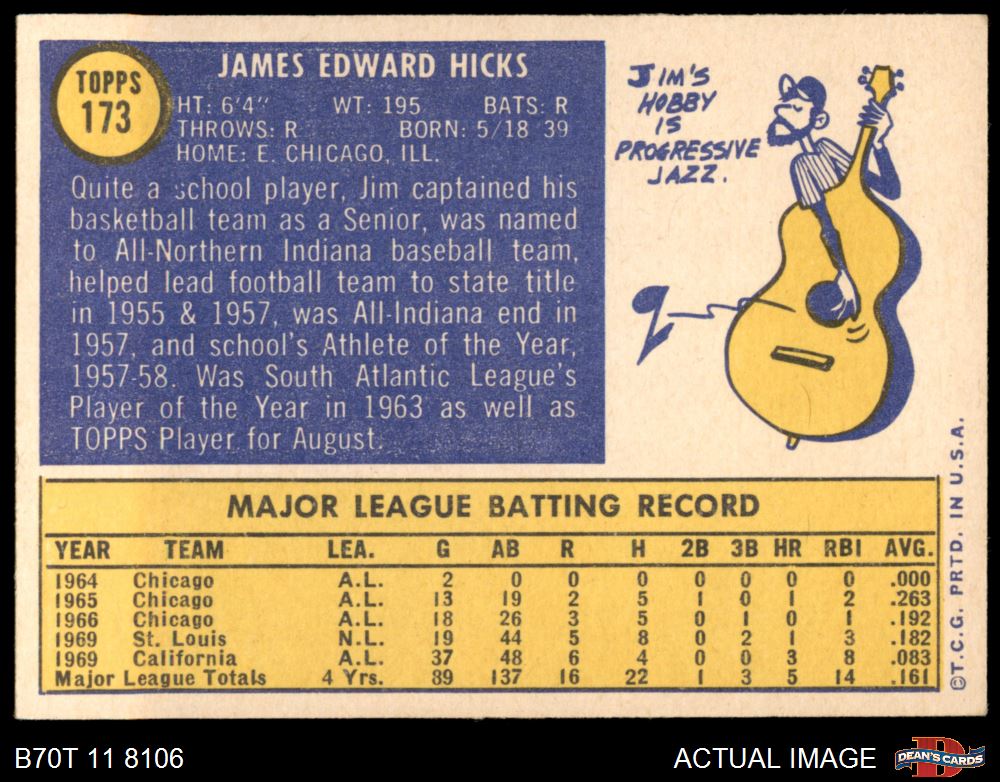 TOPPS
173
JAMES EDWARD HICKS
HT: 6'4" WT: 195 BATS: R
THROWS: R BORN: 5/18 39
HOME: E. CHICAGO, ILL.
Quite a school player, Jim captained his
basketball team as a Senior, was named
to All-Northern Indiana baseball team,
helped lead football team to state title
in 1955 & 1957, was All-Indiana end in
1957, and school's Athlete of the Year,
1957-58. Was South Atlantic League's
Player of the Year in 1963 as well as
TOPPS Player for August.
JIM'S
HOBBY
IS
PROGRESSIVE
JAZZ.
MAJOR LEAGUE BATTING RECORD
YEAR TEAM LEA. G AB R H 2B 3B HR RBI AVG.
1964 Chicago A.L. 2 0 0 0 0 0 0 0 .000
1965 Chicago A.L. 13 19 2 5 1 0 1 2 .263
1966 Chicago A.L. 18 26 3 5 0 1 0 1 .192
1969 St. Louis N.L. 19 44 5 8 0 2 1 3 .182
1969 California A.L. 37 48 6 4 0 0 3 8 .083
Major League Totals 4 Yrs. 89 137 16 22 1 3 5 14 .161
©T.C.G. PRTD. IN U.S.A.
B70T 11 8106
ACTUAL IMAGE
DEAN'S CARDS